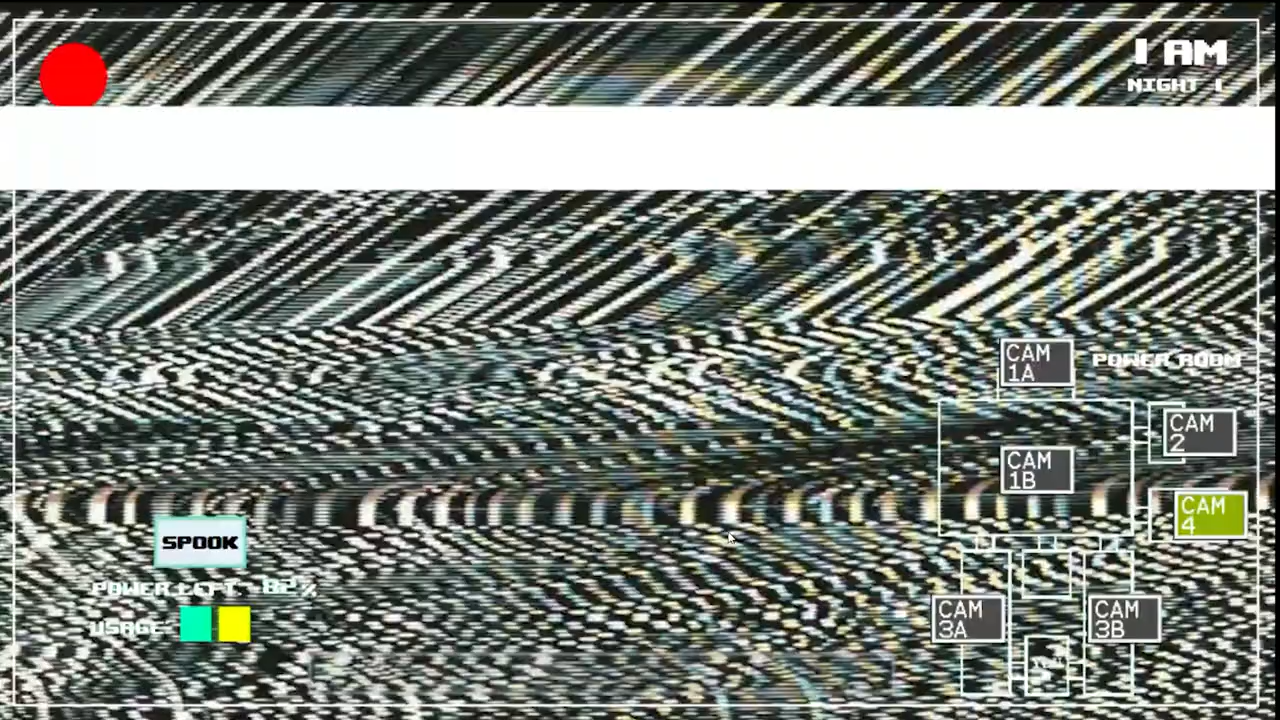 1 AM
NIGHT 1
CAM
1A
POWER ROOM
CAM
2
CAM
1B
CAM
4
SPOOK
POWER LEFT: 82%
USAGE:
CAM
3A
CAM
3B